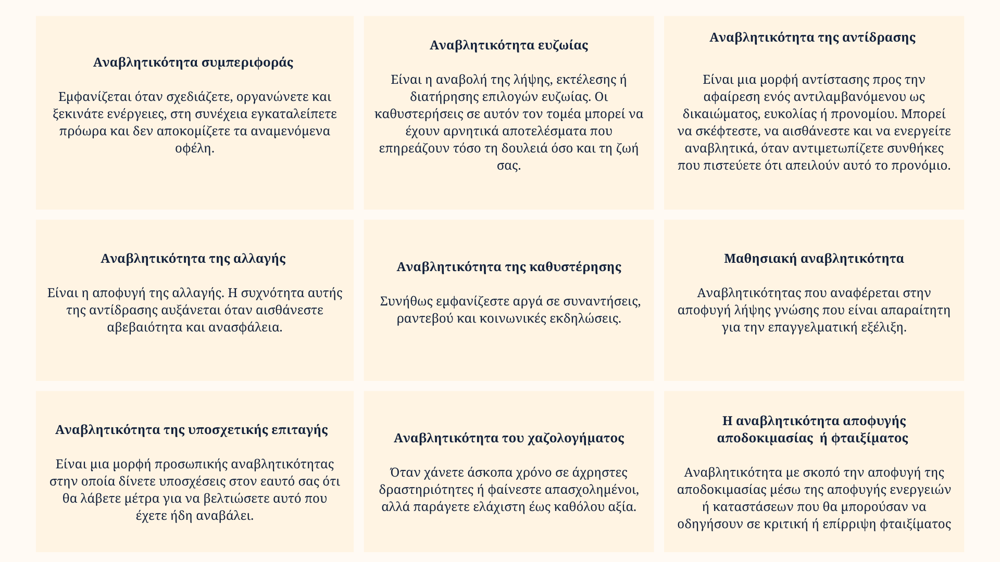 Αναβλητικότητα συμπεριφοράς
Εμφανίζεται όταν σχεδιάζετε, οργανώνετε και
ξεκινάτε ενέργειες, στη συνέχεια εγκαταλείπετε
πρόωρα και δεν αποκομίζετε τα αναμενόμενα
οφέλη.
Αναβλητικότητα ευζωίας
Είναι η αναβολή της λήψης, εκτέλεσης ή
διατήρησης επιλογών ευζωίας. Οι
καθυστερήσεις σε αυτόν τον τομέα μπορεί να
έχουν αρνητικά αποτελέσματα που
επηρεάζουν τόσο τη δουλειά όσο και τη ζωή
σας.
Αναβλητικότητα της αντίδρασης
Είναι μια μορφή αντίστασης προς την
αφαίρεση ενός αντιλαμβανόμενου ως
δικαιώματος, ευκολίας ή προνομίου. Μπορεί
να σκέφτεστε, να αισθάνεστε και να ενεργείτε
αναβλητικά, όταν αντιμετωπίζετε συνθήκες
που πιστεύετε ότι απειλούν αυτό το προνόμιο.
Αναβλητικότητα της αλλαγής
Είναι η αποφυγή της αλλαγής. Η συχνότητα αυτής
της αντίδρασης αυξάνεται όταν αισθάνεστε
αβεβαιότητα και ανασφάλεια.
Αναβλητικότητα της καθυστέρησης
Συνήθως εμφανίζεστε αργά σε συναντήσεις,
ραντεβού και κοινωνικές εκδηλώσεις.
Μαθησιακή αναβλητικότητα
Αναβλητικότητας που αναφέρεται στην
αποφυγή λήψης γνώσης που είναι απαραίτητη
για την επαγγελματική εξέλιξη.
Αναβλητικότητα της υποσχετικής επιταγής
Είναι μια μορφή προσωπικής αναβλητικότητας
στην οποία δίνετε υποσχέσεις στον εαυτό σας ότι
θα λάβετε μέτρα για να βελτιώσετε αυτό που
έχετε ήδη αναβάλει.
Αναβλητικότητα του χαζολογήματος
Όταν χάνετε άσκοπα χρόνο σε άχρηστες
δραστηριότητες ή φαίνεστε απασχολημένοι,
αλλά παράγετε ελάχιστη έως καθόλου αξία.
Η αναβλητικότητα αποφυγής
αποδοκιμασίας  ή φταιξίματος
Αναβλητικότητα με σκοπό την αποφυγή της
αποδοκιμασίας μέσω της αποφυγής ενεργειών
ή καταστάσεων που θα μπορούσαν να
οδηγήσουν σε κριτική ή επίρριψη φταιξίματος